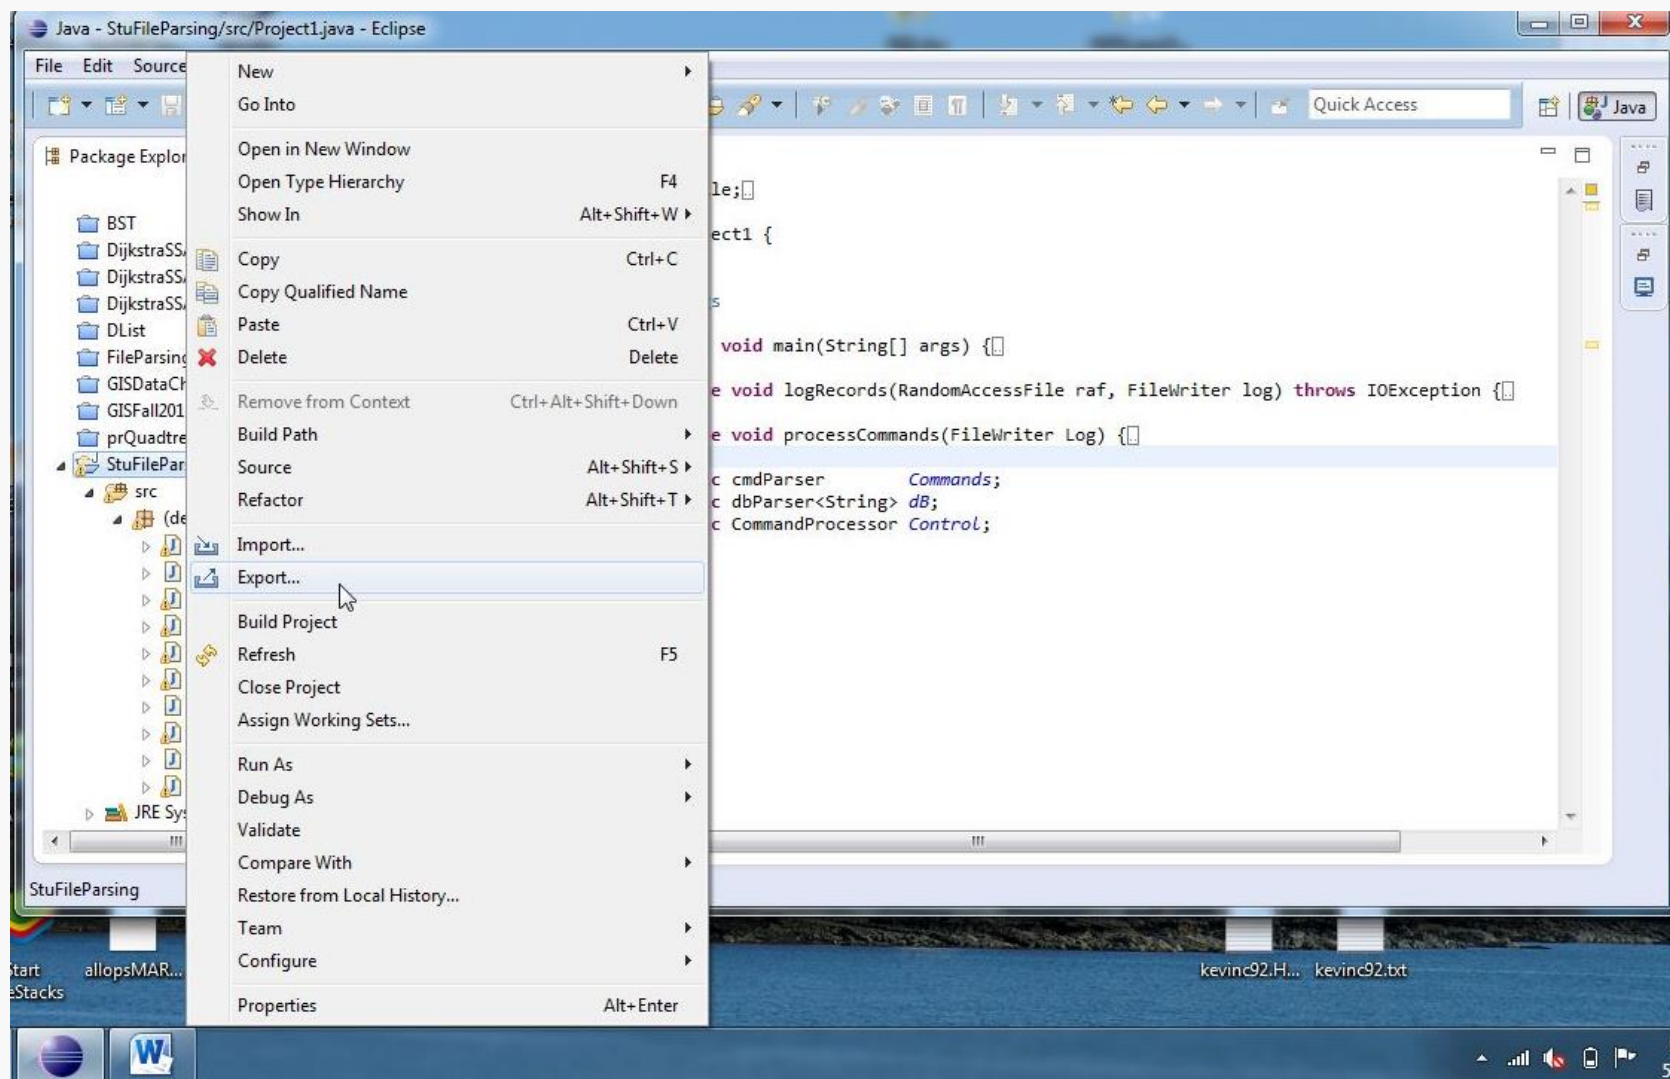 Java - StuFileParsing/src/Project1.java - Eclipse
File Edit Source
Quick Access
Java
Package Explor
BST
DijkstraSS
DijkstraSS
DijkstraSS
DList
FileParsing
GISDataCh
GISFall201
prQuadtre
StuFilePar
src
(de
JRE Sys
StuFileParsing
New
Go Into
Open in New Window
Open Type Hierarchy F4
Show In Alt+Shift+W
Copy Ctrl+C
Copy Qualified Name
Paste Ctrl+V
Delete Delete
Remove from Context Ctrl+Alt+Shift+Down
Build Path
Source Alt+Shift+S
Refactor Alt+Shift+T
Import...
Export...
Build Project
Refresh F5
Close Project
Assign Working Sets...
Run As
Debug As
Validate
Compare With
Restore from Local History...
Team
Configure
Properties Alt+Enter
le;
ect1 {
s
void main(String[] args) {
e void logRecords(RandomAccessFile raf, FileWriter log) throws IOException {
e void processCommands(FileWriter Log) {
c cmdParser Commands;
c dbParser<String> dB;
c CommandProcessor Control;
tart
eStacks
allopsMAR...
kevinc92.H...
kevinc92.txt
W
5